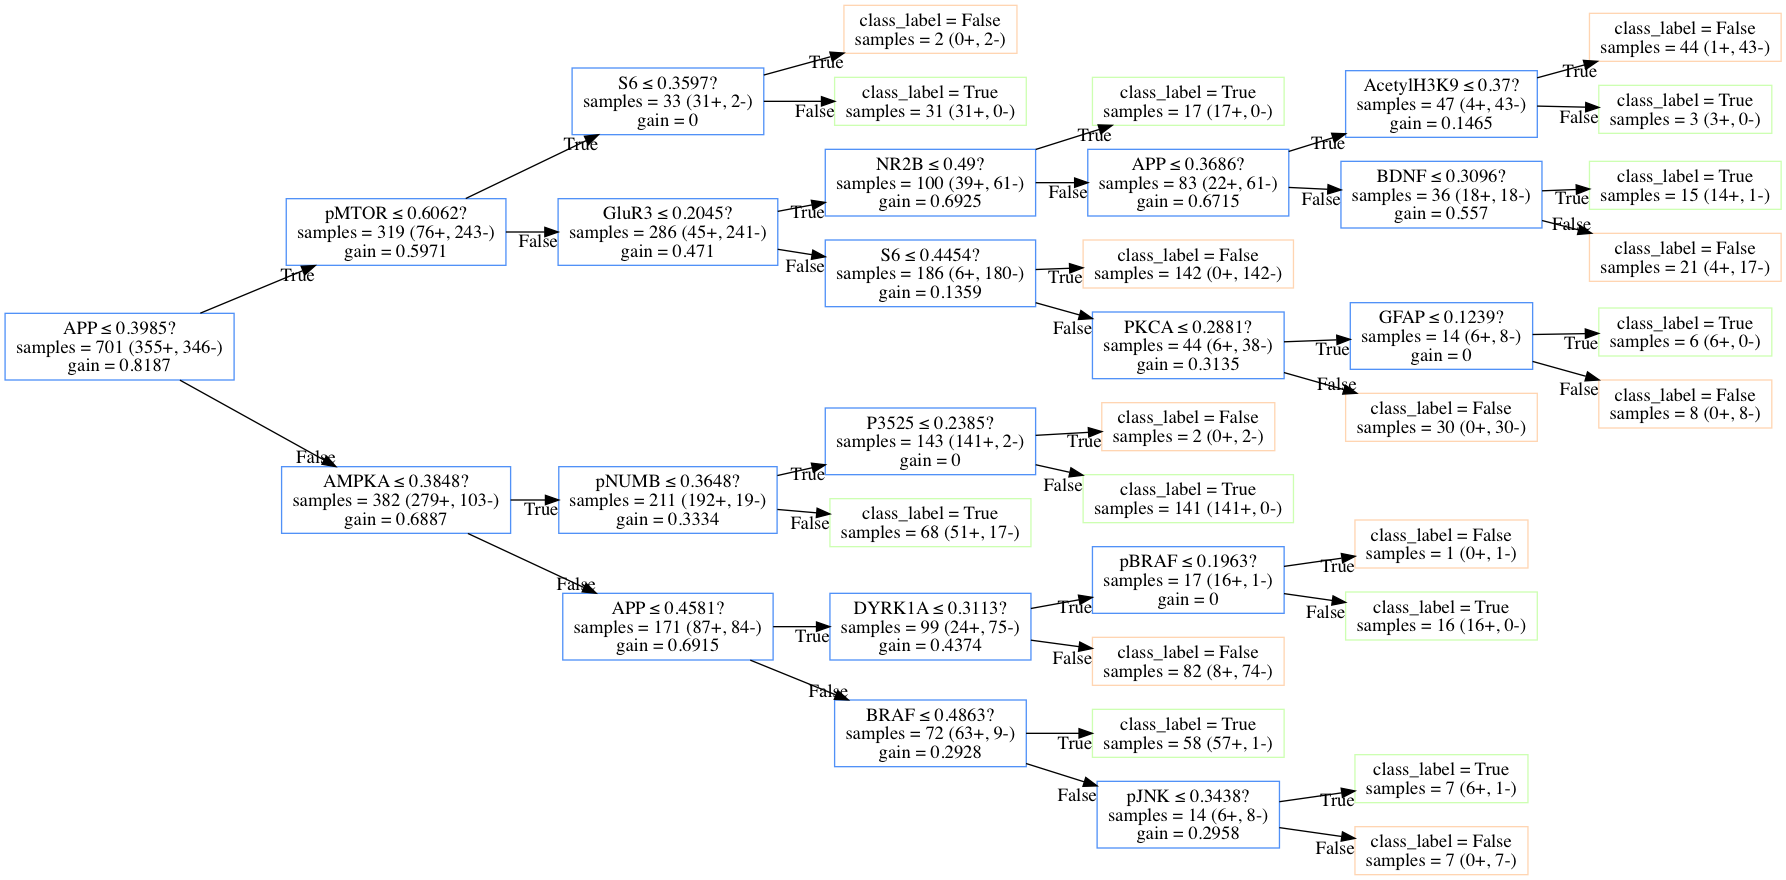 APP ≤ 0.3985?
samples = 701 (355+, 346-)
gain = 0.8187
True
False
pMTOR ≤ 0.6062?
samples = 319 (76+, 243-)
gain = 0.5971
True
False
AMPKA ≤ 0.3848?
samples = 382 (279+, 103-)
gain = 0.6887
True
False
S6 ≤ 0.3597?
samples = 33 (31+, 2-)
gain = 0
True
False
GluR3 ≤ 0.2045?
samples = 286 (45+, 241-)
gain = 0.471
True
False
pNUMB ≤ 0.3648?
samples = 211 (192+, 19-)
gain = 0.3334
True
False
APP ≤ 0.4581?
samples = 171 (87+, 84-)
gain = 0.6915
True
False
class_label = False
samples = 2 (0+, 2-)
class_label = True
samples = 31 (31+, 0-)
NR2B ≤ 0.49?
samples = 100 (39+, 61-)
gain = 0.6925
True
False
S6 ≤ 0.4454?
samples = 186 (6+, 180-)
gain = 0.1359
True
False
P3525 ≤ 0.2385?
samples = 143 (141+, 2-)
gain = 0
True
False
class_label = True
samples = 68 (51+, 17-)
DYRK1A ≤ 0.3113?
samples = 99 (24+, 75-)
gain = 0.4374
True
False
BRAF ≤ 0.4863?
samples = 72 (63+, 9-)
gain = 0.2928
True
False
class_label = True
samples = 17 (17+, 0-)
APP ≤ 0.3686?
samples = 83 (22+, 61-)
gain = 0.6715
True
False
class_label = False
samples = 142 (0+, 142-)
PKCA ≤ 0.2881?
samples = 44 (6+, 38-)
gain = 0.3135
True
False
class_label = False
samples = 2 (0+, 2-)
class_label = True
samples = 141 (141+, 0-)
pBRAF ≤ 0.1963?
samples = 17 (16+, 1-)
gain = 0
True
False
class_label = False
samples = 82 (8+, 74-)
class_label = True
samples = 58 (57+, 1-)
pJNK ≤ 0.3438?
samples = 14 (6+, 8-)
gain = 0.2958
True
False
AcetylH3K9 ≤ 0.37?
samples = 47 (4+, 43-)
gain = 0.1465
True
False
BDNF ≤ 0.3096?
samples = 36 (18+, 18-)
gain = 0.557
True
False
GFAP ≤ 0.1239?
samples = 14 (6+, 8-)
gain = 0
True
False
class_label = False
samples = 30 (0+, 30-)
class_label = False
samples = 1 (0+, 1-)
class_label = True
samples = 16 (16+, 0-)
class_label = True
samples = 7 (6+, 1-)
class_label = False
samples = 7 (0+, 7-)
class_label = False
samples = 44 (1+, 43-)
class_label = True
samples = 3 (3+, 0-)
class_label = True
samples = 15 (14+, 1-)
class_label = False
samples = 21 (4+, 17-)
class_label = True
samples = 6 (6+, 0-)
class_label = False
samples = 8 (0+, 8-)